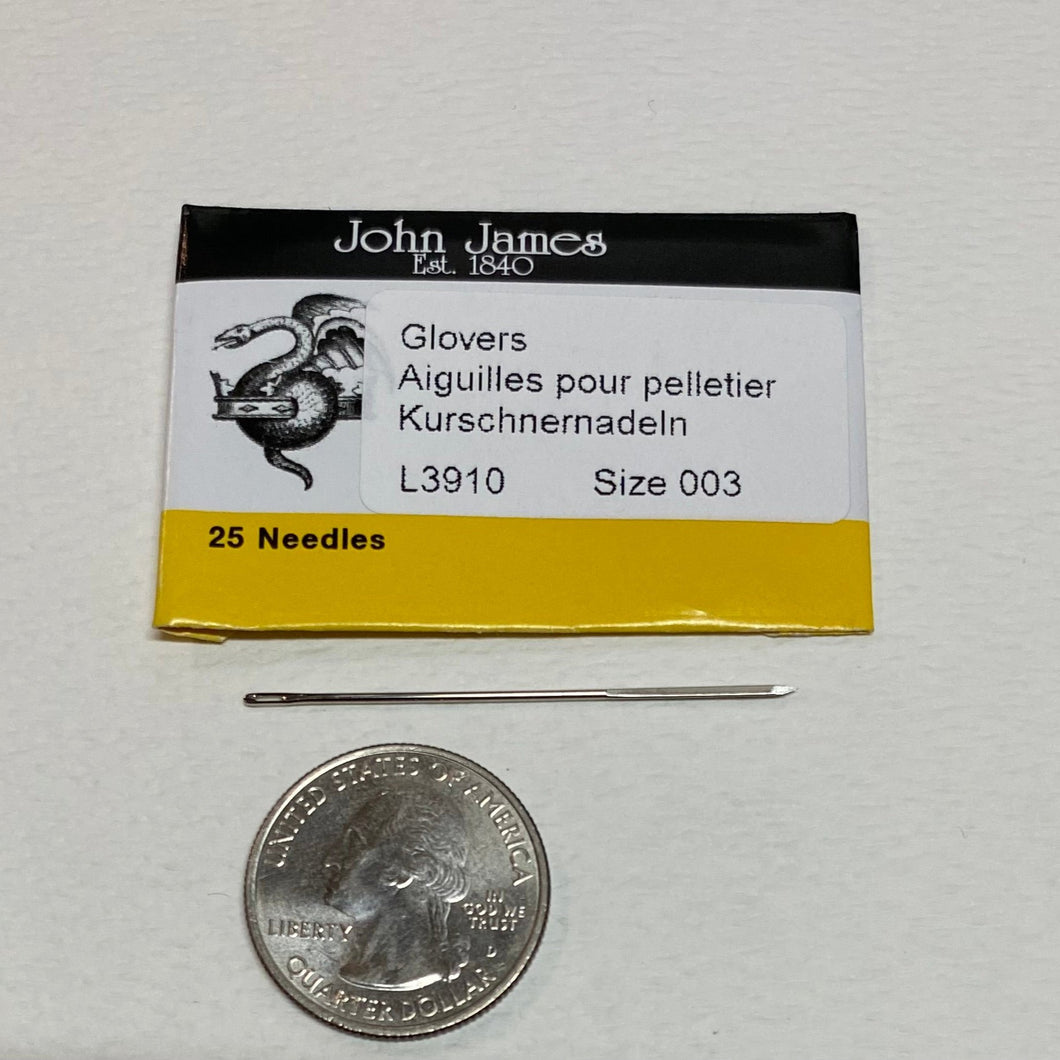 John James
Est. 1840
Glovers
Aiguilles pour pelletier
Kurschnernadeln
L3910 Size 003
25 Needles
UNITED STATES OF AMERICA
LIBERTY
IN
GOD WE
TRUST
D
QUARTER DOLLAR